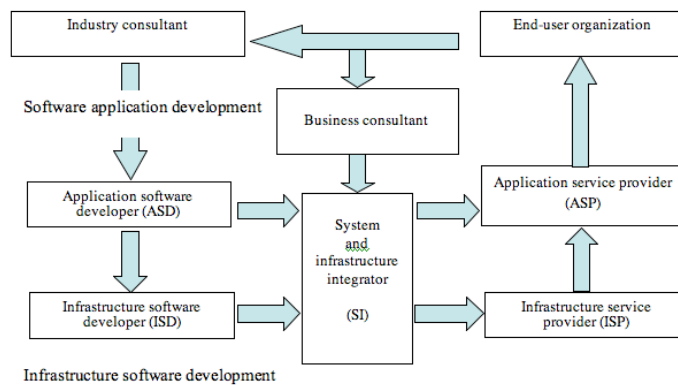 Industry consultant
End-user organization
Software application development
Business consultant
Application software
developer (ASD)
System
and
infrastructure
integrator
(SI)
Application service provider
(ASP)
Infrastructure software
developer (ISD)
Infrastructure service
provider (ISP)
Infrastructure software development